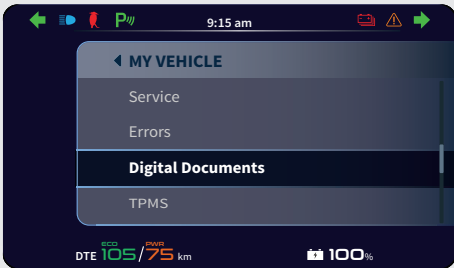 P 9:15 am
MY VEHICLE
Service
Errors
Digital Documents
TPMS
ECO PWR
DTE 105/75 km 100%